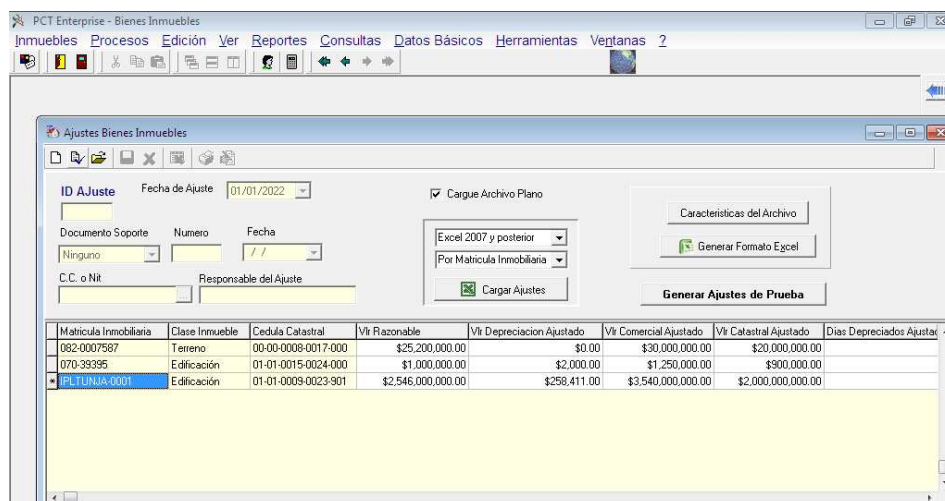 PCT Enterprise - Bienes Inmuebles
Inmuebles Procesos Edición Ver Reportes Consultas Datos Básicos Herramientas Ventanas ?
Ajustes Bienes Inmuebles
ID AJuste
Fecha de Ajuste 01/01/2022
Cargue Archivo Plano
Caracteristicas del Archivo
Documento Soporte Numero Fecha
Excel 2007 y posterior
Generar Formato Excel
Ninguno / /
Por Matricula Inmobiliaria
C.C. o Nit Responsable del Ajuste
...
Cargar Ajustes
Generar Ajustes de Prueba
Matricula Inmobiliaria Clase Inmueble Cedula Catastral Vlr Razonable Vlr Depreciacion Ajustado Vlr Comercial Ajustado Vlr Catastral Ajustado Dias Depreciados Ajustac
082-0007587 Terreno 00-00-0008-0017-000 $25,200,000.00 $0.00 $30,000,000.00 $20,000,000.00
070-39395 Edificación 01-01-0015-0024-000 $1,000,000.00 $2,000.00 $1,250,000.00 $900,000.00
* IPLTUNJA-0001 Edificación 01-01-0009-0023-901 $2,546,000,000.00 $258,411.00 $3,540,000,000.00 $2,000,000,000.00